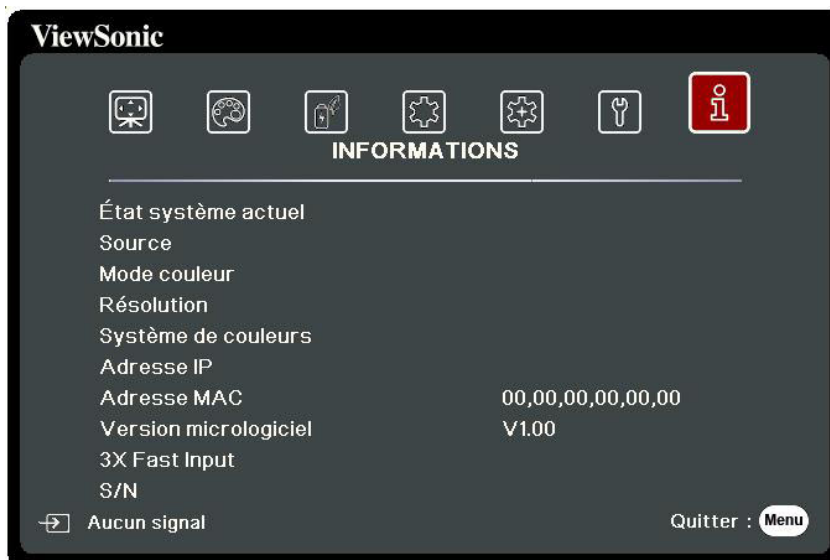 ViewSonic
INFORMATIONS
État système actuel
Source
Mode couleur
Résolution
Système de couleurs
Adresse IP
Adresse MAC 00,00,00,00,00,00
Version micrologiciel V1.00
3X Fast Input
S/N
Aucun signal Quitter : Menu